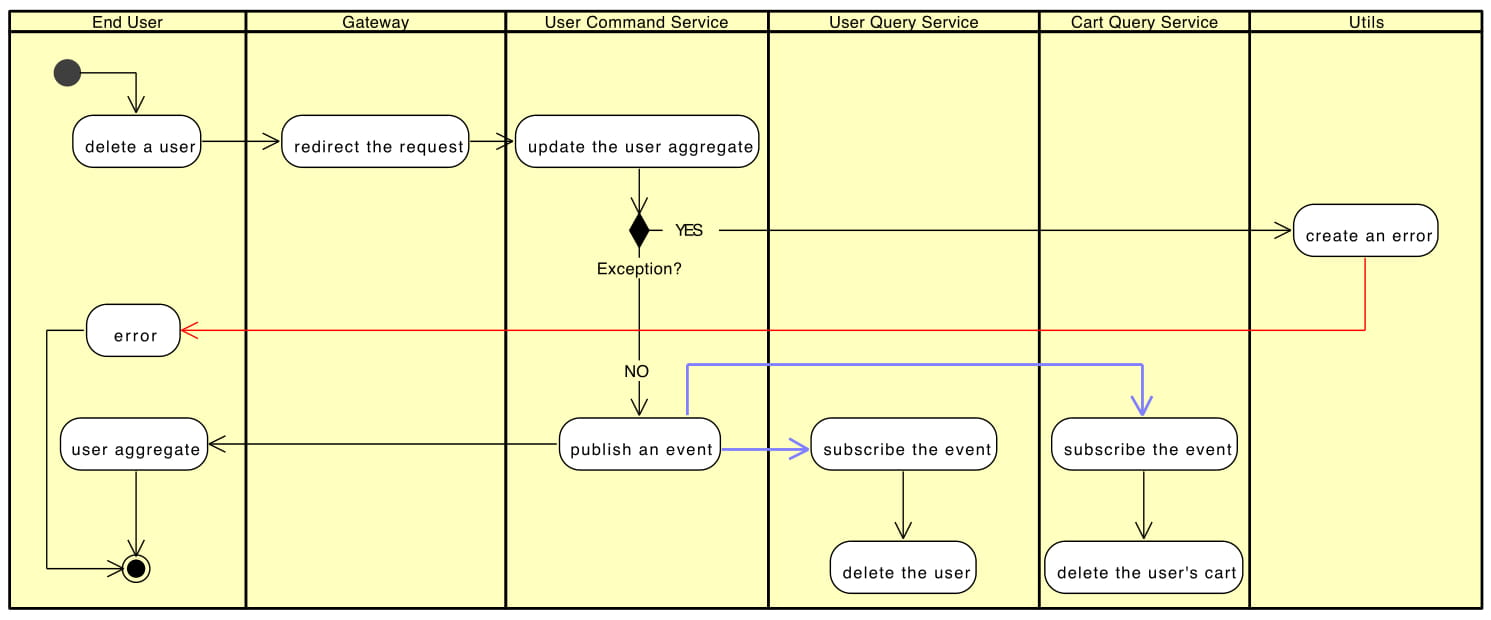 End User
Gateway
User Command Service
User Query Service
Cart Query Service
Utils
delete a user
redirect the request
update the user aggregate
YES
create an error
Exception?
error
NO
user aggregate
publish an event
subscribe the event
subscribe the event
delete the user
delete the user's cart